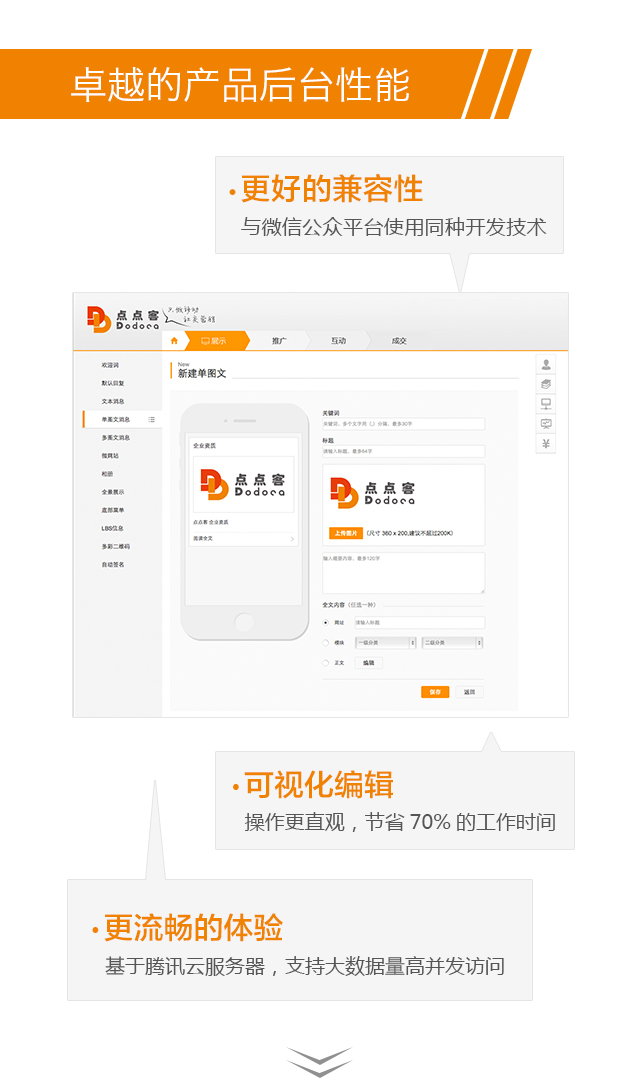 卓越的产品后台性能
·更好的兼容性
与微信公众平台使用同种开发技术
点点客
Dodoca
展示
推广
互动
成交
欢迎词
默认回复
文本消息
单图文消息
多图文消息
微网站
相册
全景展示
底部菜单
LBS信息
多彩二维码
自动签名
New
新建单图文
企业资质
点点客
Dodoca
点点客 企业资质
阅读全文
关键词
关键词，多个文字用（,）分隔，最多30字
标题
请输入标题，最多64字
点点客
Dodoca
上传图片 (尺寸 360 x 200,建议不超过200K)
输入概要内容，最多120字
全文内容（任选一种）
网址 请输入标题
模块 一级分类 二级分类
正文 编辑
保存 返回
·可视化编辑
操作更直观，节省 70% 的工作时间
·更流畅的体验
基于腾讯云服务器，支持大数据量高并发访问